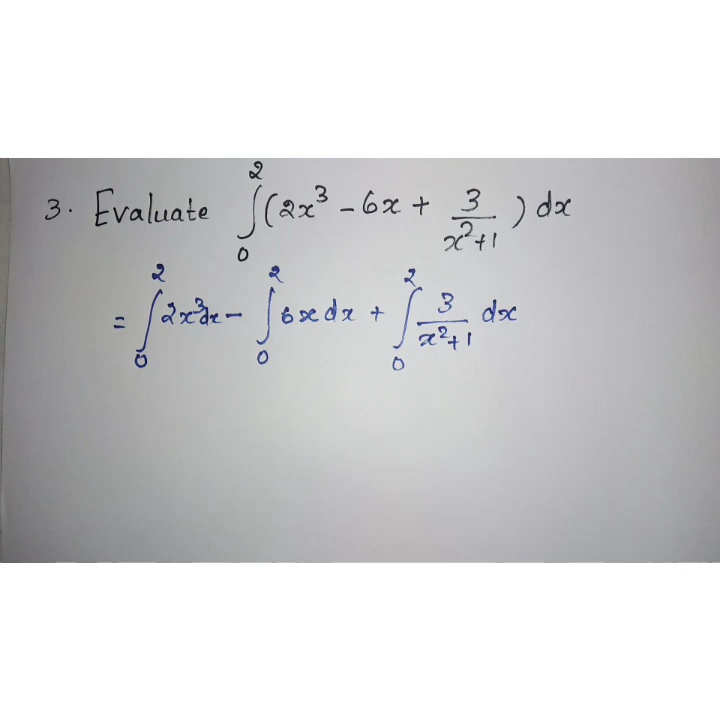 3. Evaluate ∫₀² (2x³ - 6x + 3/(x²+1)) dx
= ∫₀² 2x³dx - ∫₀² 6x dx + ∫₀² 3/(x²+1) dx